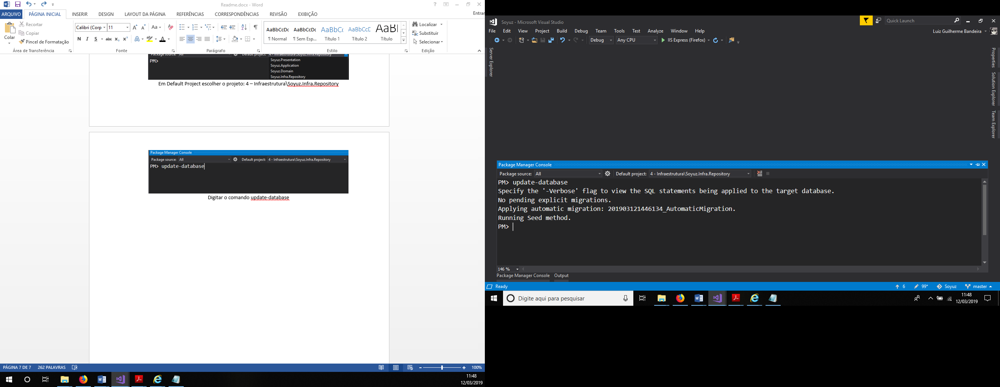 Readme.docx - Word
ARQUIVO PÁGINA INICIAL INSERIR DESIGN LAYOUT DA PÁGINA REFERÊNCIAS CORRESPONDÊNCIAS REVISÃO EXIBIÇÃO Entrar
Colar
Recortar
Copiar
Pincel de Formatação
Área de Transferência
Calibri (Corp 11
Aa
N I S abc x₂ x²
Fonte
Parágrafo
AaBbCcDc AaBbCcDc AaBbCc AaBbCcD AaBl
¶ Normal ¶ Sem Esp... Título 1 Título 2 Título
Estilo
Localizar
Substituir
Selecionar
Edição
Package source: All Default project: 4 - Infraestrutura\Soyuz.Infra.Repository
PM>
Soyuz.Presentation
Soyuz.Application
Soyuz.Domain
Soyuz.Infra.Repository
Em Default Project escolher o projeto: 4 – Infraestrutura\Soyuz.Infra.Repository
Package Manager Console
Package source: All Default project: 4 - Infraestrutura\Soyuz.Infra.Repository
PM> update-database
Digitar o comando update-database
PÁGINA 7 DE 7 262 PALAVRAS 100%
11:48
12/03/2019
Soyuz - Microsoft Visual Studio
Quick Launch
File Edit View Project Build Debug Team Tools Test Analyze Window Help
Luiz Guilherme Bandeira
Debug Any CPU IIS Express (Firefox)
Server Explorer
Properties
Solution Explorer
Team Explorer
Package Manager Console
Package source: All Default project: 4 - Infraestrutura\Soyuz.Infra.Repository
PM> update-database
Specify the '-Verbose' flag to view the SQL statements being applied to the target database.
No pending explicit migrations.
Applying automatic migration: 201903121446134_AutomaticMigration.
Running Seed method.
PM>
146 %
Package Manager Console Output
Ready 6 99* Soyuz master
Digite aqui para pesquisar
11:48
12/03/2019